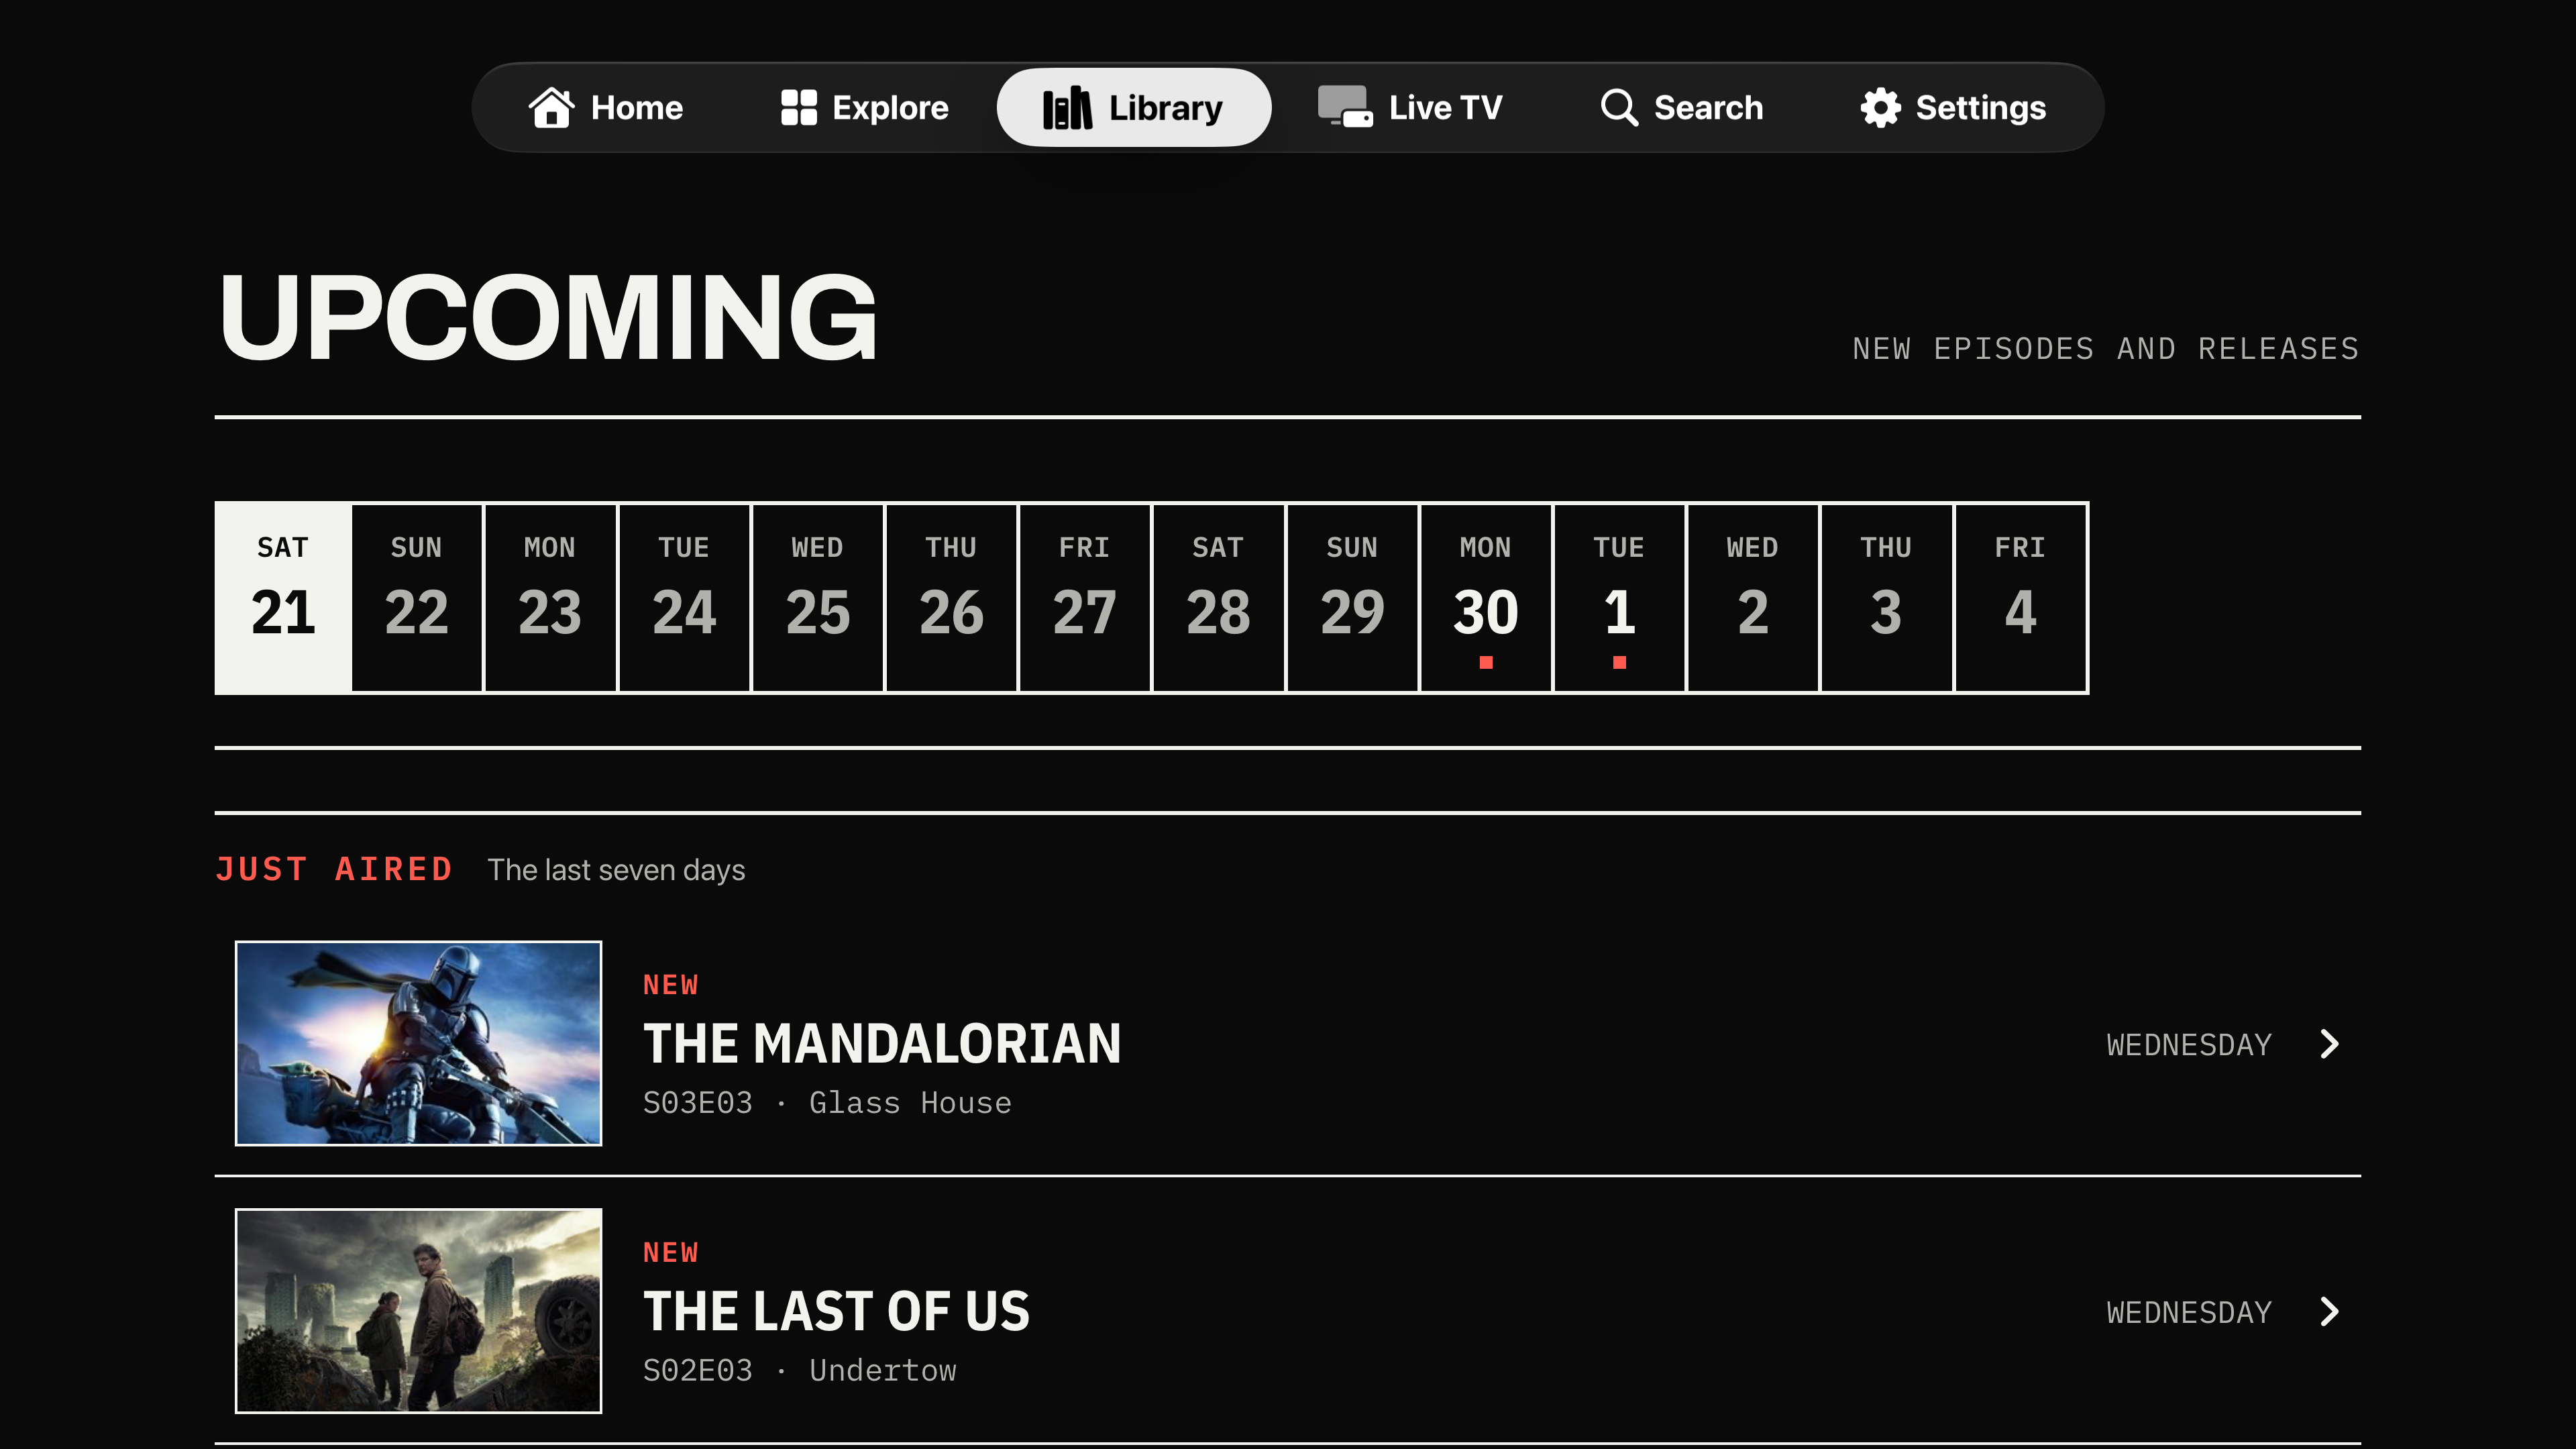 Home Explore Library Live TV Search Settings
UPCOMING
NEW EPISODES AND RELEASES
SAT SUN MON TUE WED THU FRI SAT SUN MON TUE WED THU FRI
21 22 23 24 25 26 27 28 29 30 1 2 3 4
JUST AIRED The last seven days
NEW
THE MANDALORIAN
S03E03 · Glass House
WEDNESDAY
NEW
THE LAST OF US
S02E03 · Undertow
WEDNESDAY